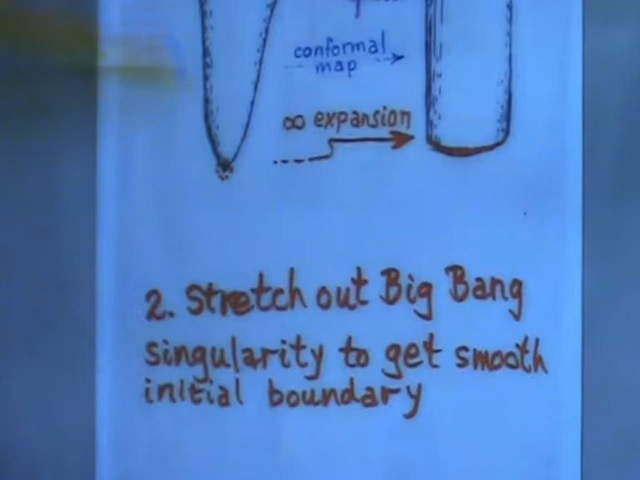 conformal
map
∞ expansion
2. Stretch out Big Bang
singularity to get smooth
initial boundary